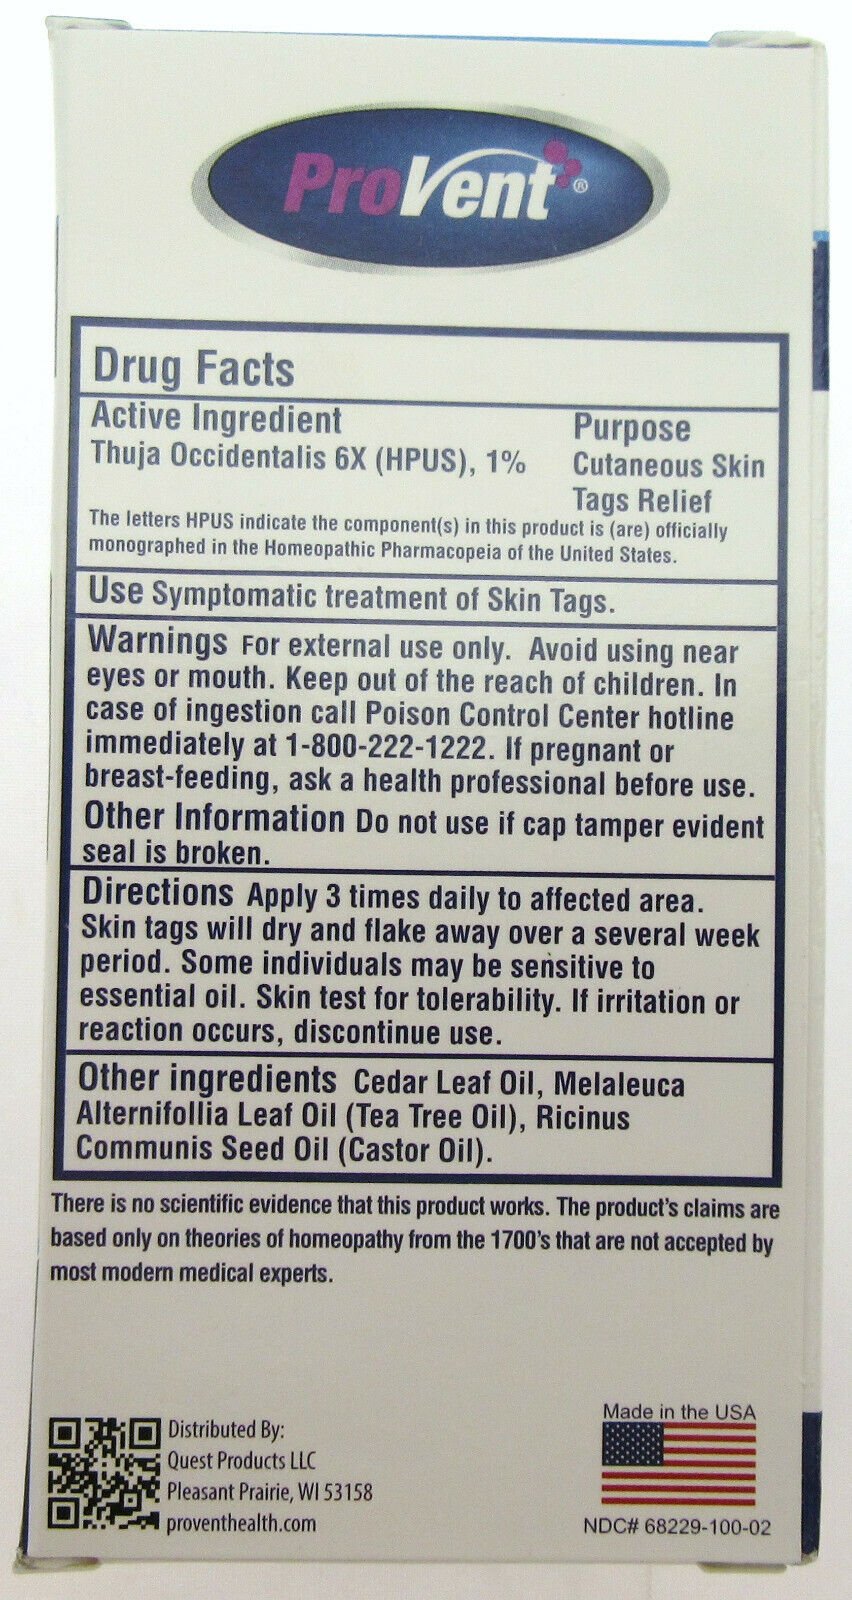 ProVent®
Drug Facts
Active Ingredient
Purpose
Thuja Occidentalis 6X (HPUS), 1%
Cutaneous Skin
Tags Relief
The letters HPUS indicate the component(s) in this product is (are) officially
monographed in the Homeopathic Pharmacopeia of the United States.
Use Symptomatic treatment of Skin Tags.
Warnings For external use only. Avoid using near
eyes or mouth. Keep out of the reach of children. In
case of ingestion call Poison Control Center hotline
immediately at 1-800-222-1222. If pregnant or
breast-feeding, ask a health professional before use.
Other Information Do not use if cap tamper evident
seal is broken.
Directions Apply 3 times daily to affected area.
Skin tags will dry and flake away over a several week
period. Some individuals may be sensitive to
essential oil. Skin test for tolerability. If irritation or
reaction occurs, discontinue use.
Other ingredients Cedar Leaf Oil, Melaleuca
Alternifollia Leaf Oil (Tea Tree Oil), Ricinus
Communis Seed Oil (Castor Oil).
There is no scientific evidence that this product works. The product's claims are
based only on theories of homeopathy from the 1700's that are not accepted by
most modern medical experts.
Distributed By:
Quest Products LLC
Pleasant Prairie, WI 53158
proventhealth.com
Made in the USA
NDC# 68229-100-02